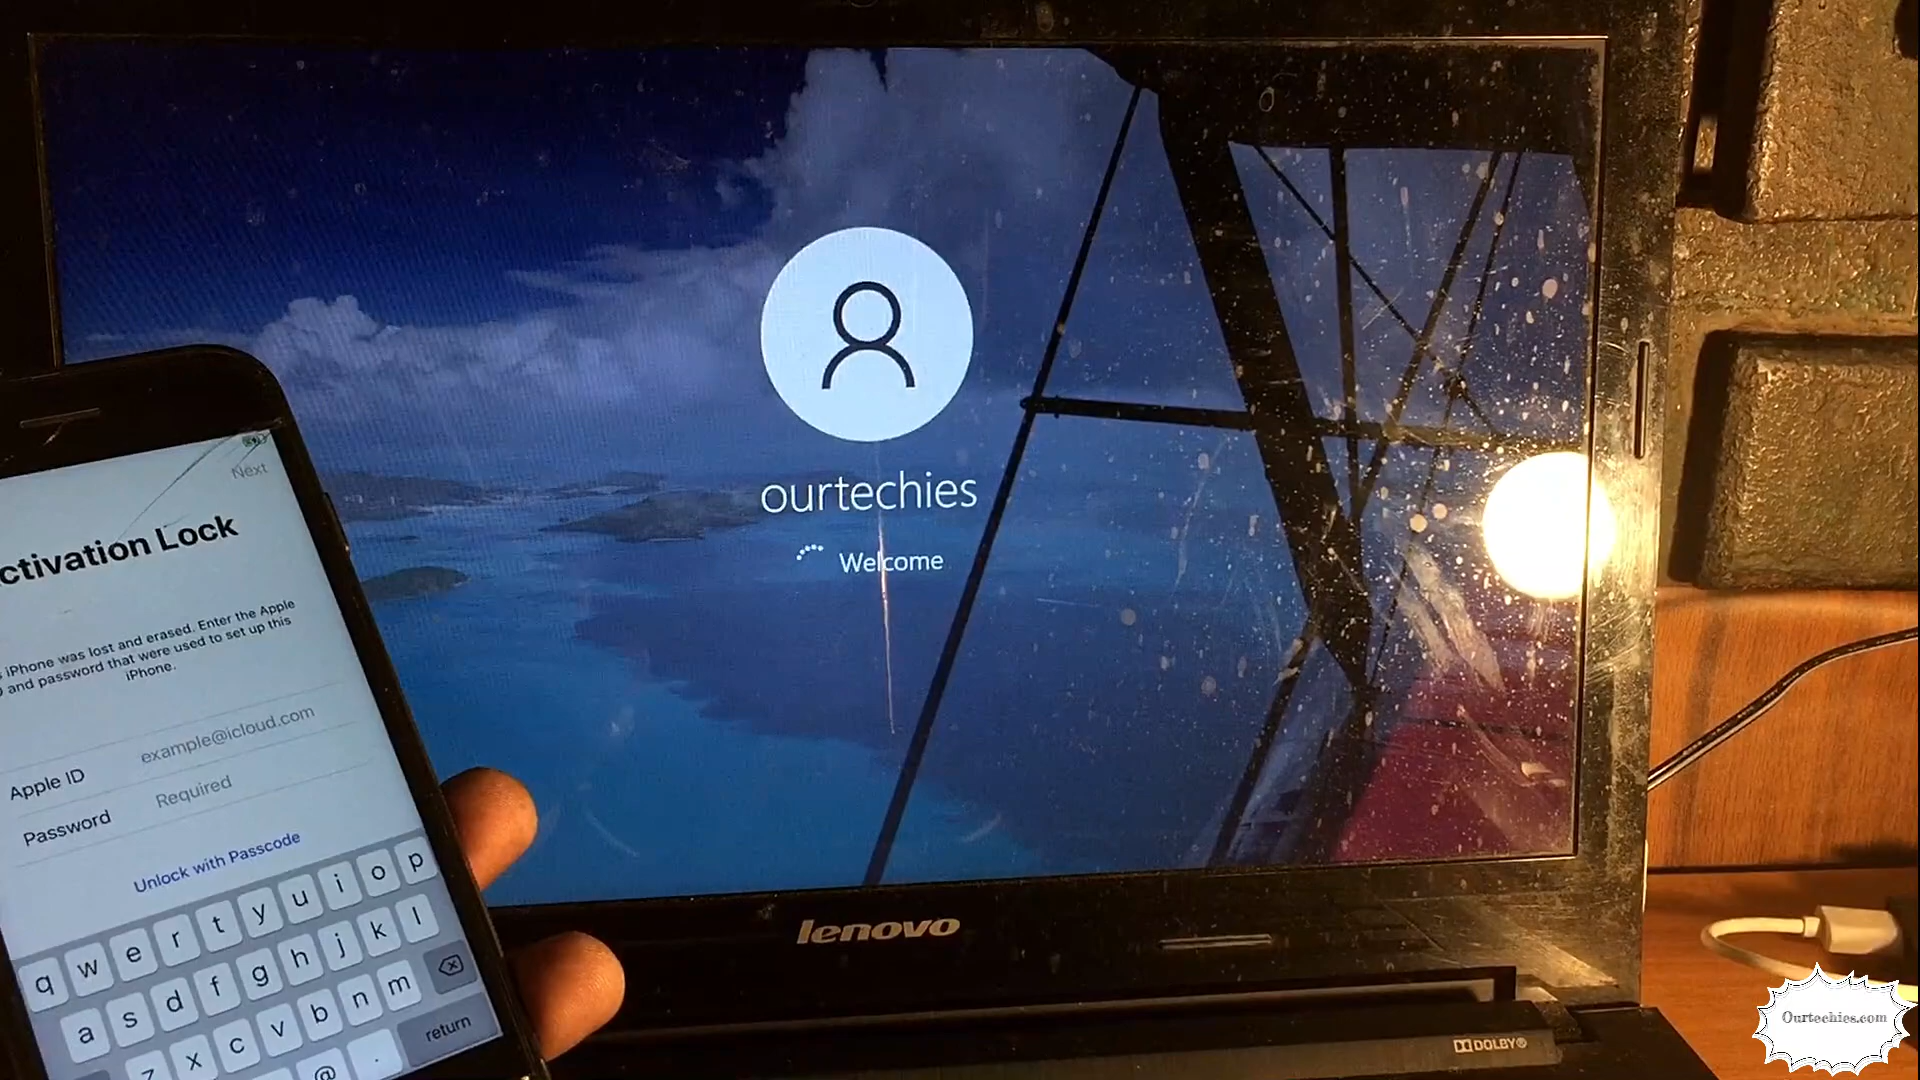 ourtechies
Welcome
Next
ctivation Lock
iPhone was lost and erased. Enter the Apple
and password that were used to set up this
iPhone.
Apple ID example@icloud.com
Password Required
Unlock with Passcode
q w e r t y u i o p
a s d f g h j k l
z x c v b n m
@ . return
lenovo
DOLBY®
Ourtechies.com